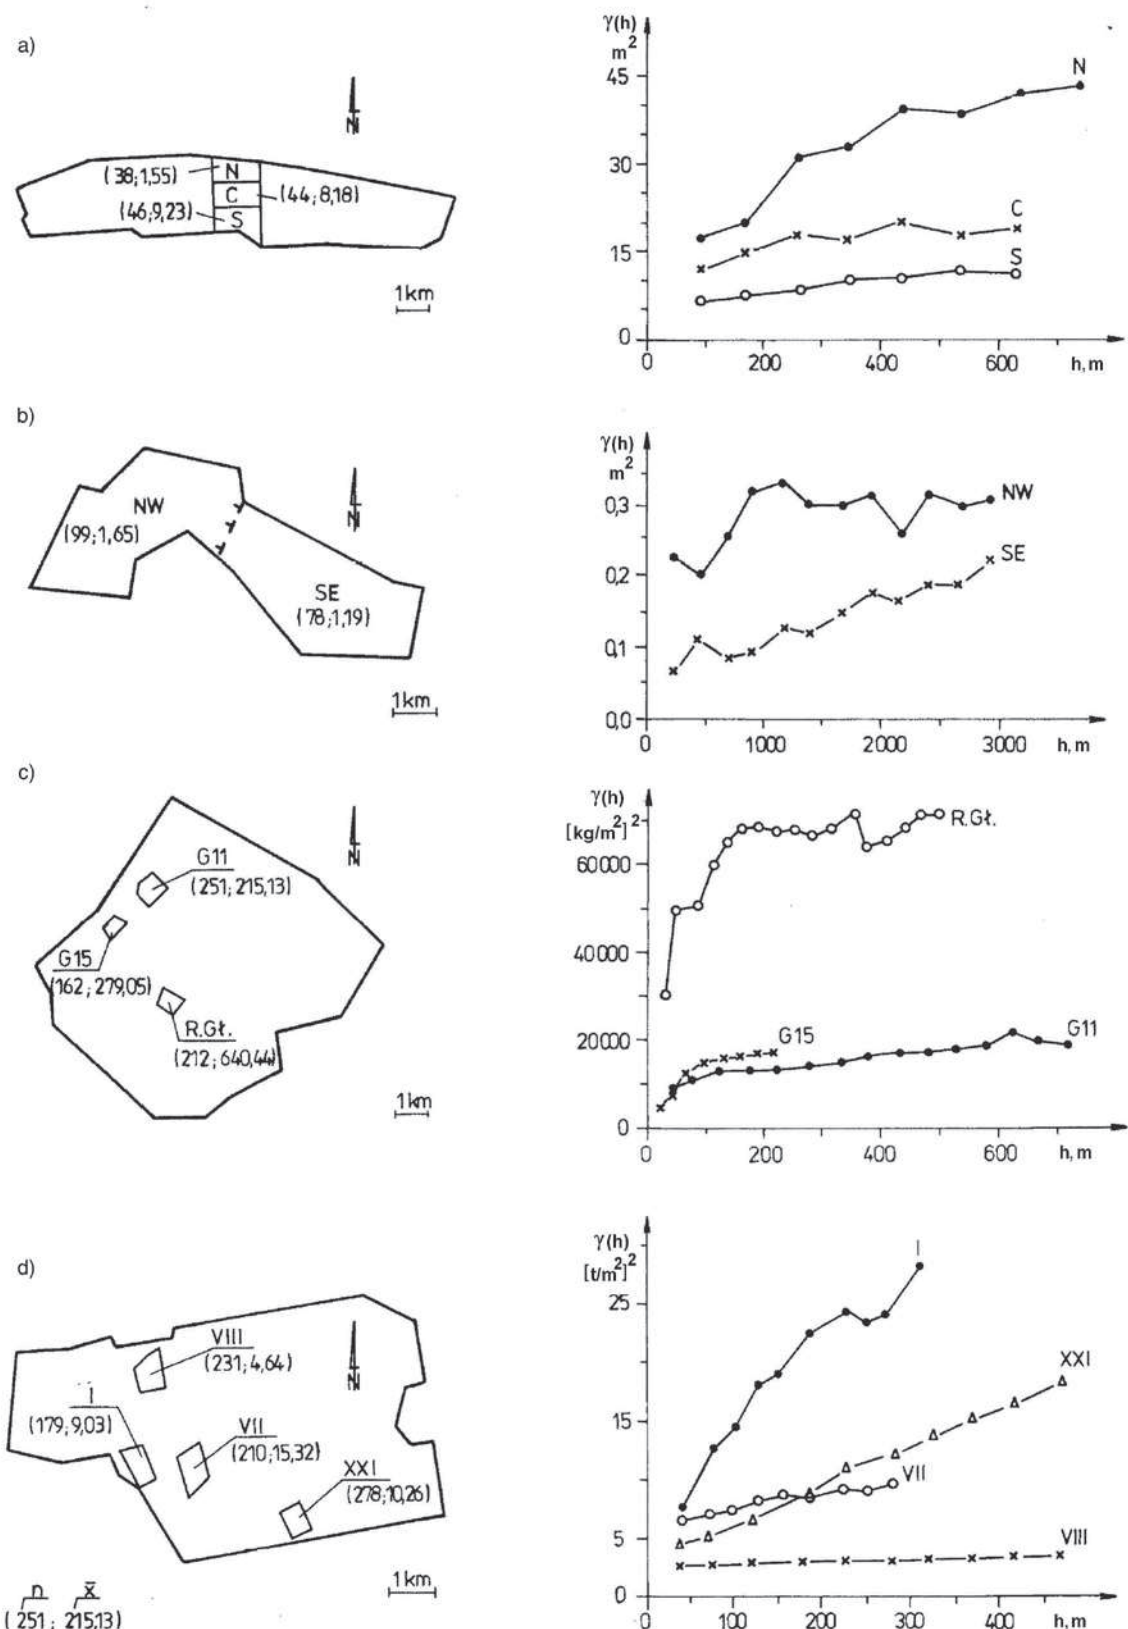 a)
N
N
(38;1,55)
C
(44;8,18)
(46;9,23)
S
1km
γ(h)
m²
45
30
15
0
N
C
S
0 200 400 600 h, m
b)
N
NW
(99;1,65)
SE
(78;1,19)
1km
γ(h)
m²
0,3
0,2
0,1
0,0
NW
SE
0 1000 2000 3000 h, m
c)
N
G11
(251; 215,13)
G15
(162; 279,05)
R.Gł.
(212; 640,44)
1km
γ(h)
[kg/m²]²
60000
40000
20000
0
R.Gł.
G15
G11
0 200 400 600 h, m
d)
N
VIII
(231; 4,64)
I
(179; 9,03)
VII
(210; 15,32)
XXI
(278; 10,26)
1km
n x̄
(251; 215,13)
γ(h)
[t/m²]²
25
15
5
0
I
XXI
VII
VIII
0 100 200 300 400 h, m